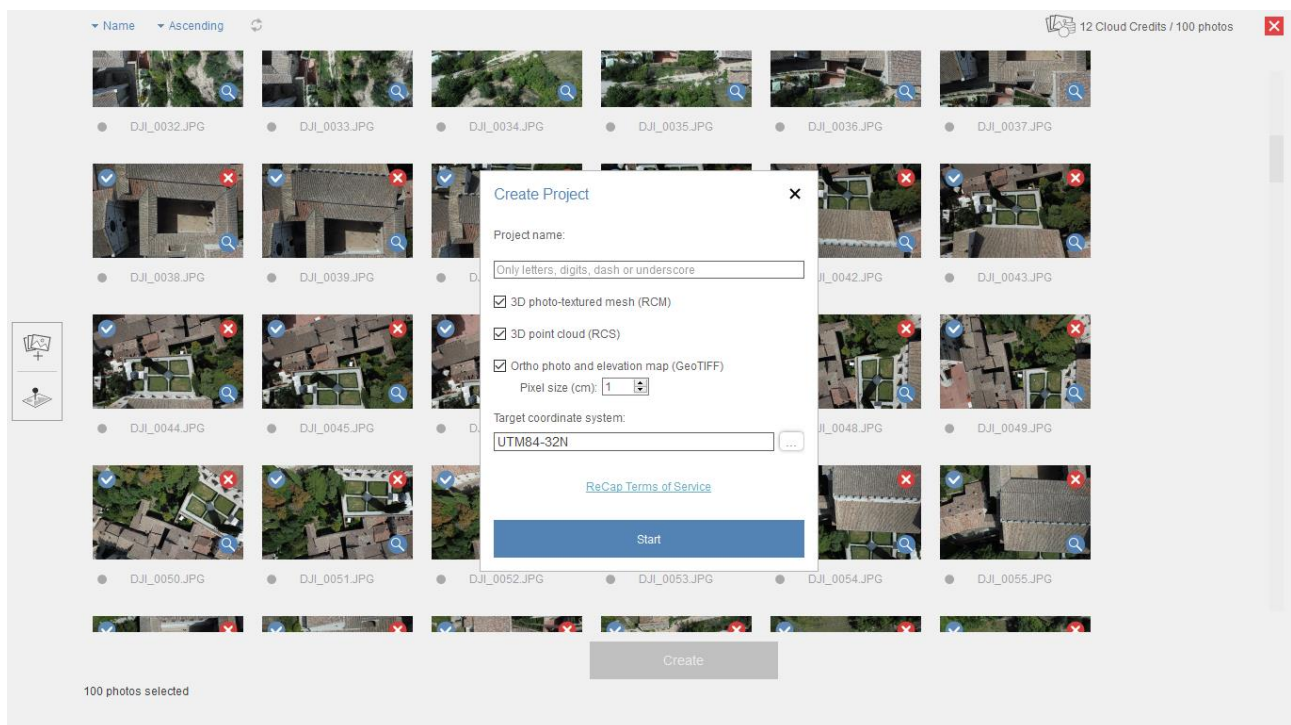 Name Ascending 12 Cloud Credits / 100 photos
DJI_0032.JPG DJI_0033.JPG DJI_0034.JPG DJI_0035.JPG DJI_0036.JPG DJI_0037.JPG
Create Project
Project name:
Only letters, digits, dash or underscore
3D photo-textured mesh (RCM)
3D point cloud (RCS)
Ortho photo and elevation map (GeoTIFF)
Pixel size (cm): 1
Target coordinate system:
UTM84-32N
...
ReCap Terms of Service
Start
DJI_0038.JPG DJI_0039.JPG D JI_0042.JPG DJI_0043.JPG
DJI_0044.JPG DJI_0045.JPG D JI_0048.JPG DJI_0049.JPG
DJI_0050.JPG DJI_0051.JPG DJI_0052.JPG DJI_0053.JPG DJI_0054.JPG DJI_0055.JPG
Create
100 photos selected